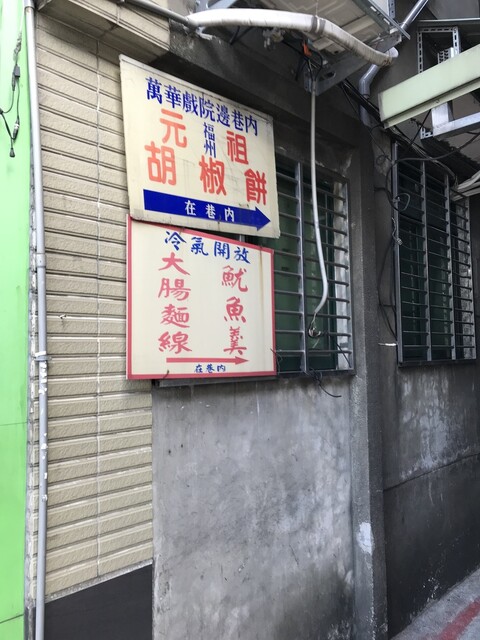 萬華戲院邊巷內
福州
元祖
胡椒餅
在巷內
冷氣開放
魷魚羹
大腸麵線
在巷內